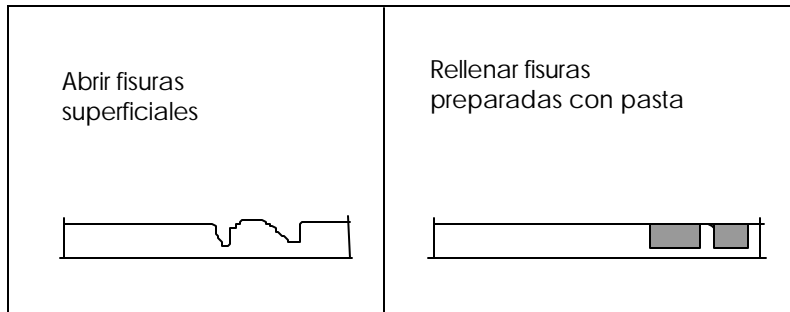 Abrir fisuras
superficiales
Rellenar fisuras
preparadas con pasta